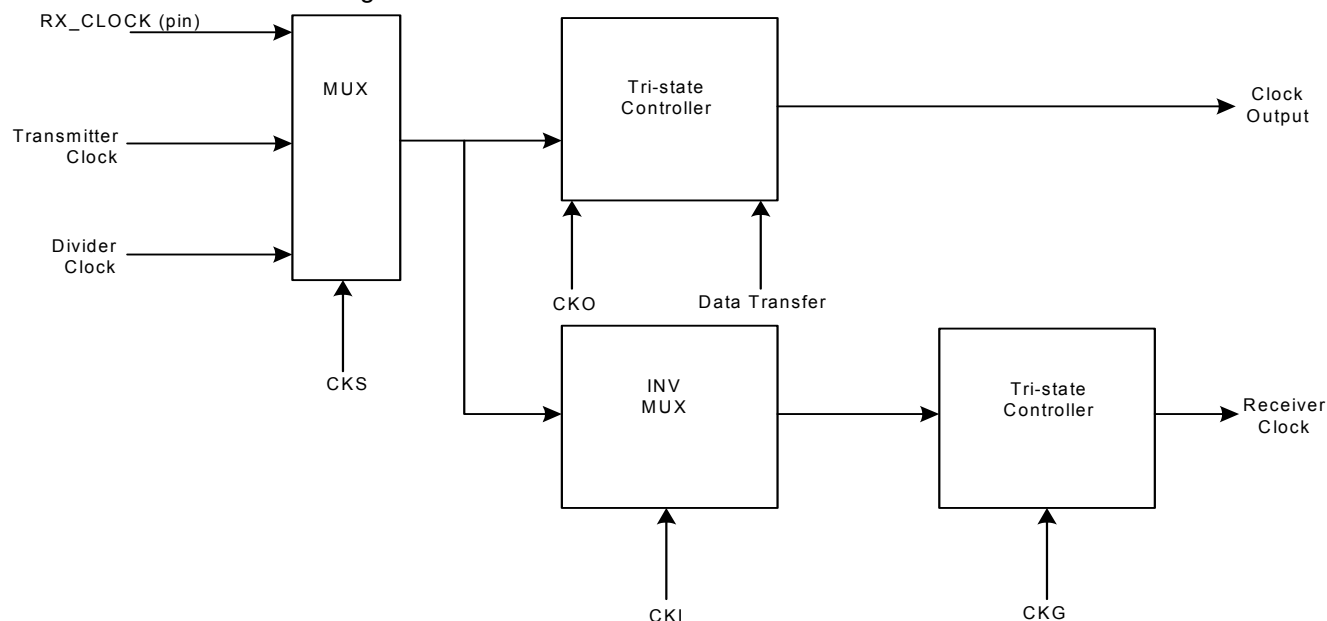 RX_CLOCK (pin)
MUX
Tri-state
Controller
Clock
Output
Transmitter
Clock
Divider
Clock
CKO
Data Transfer
CKS
INV
MUX
Tri-state
Controller
Receiver
Clock
CKI
CKG